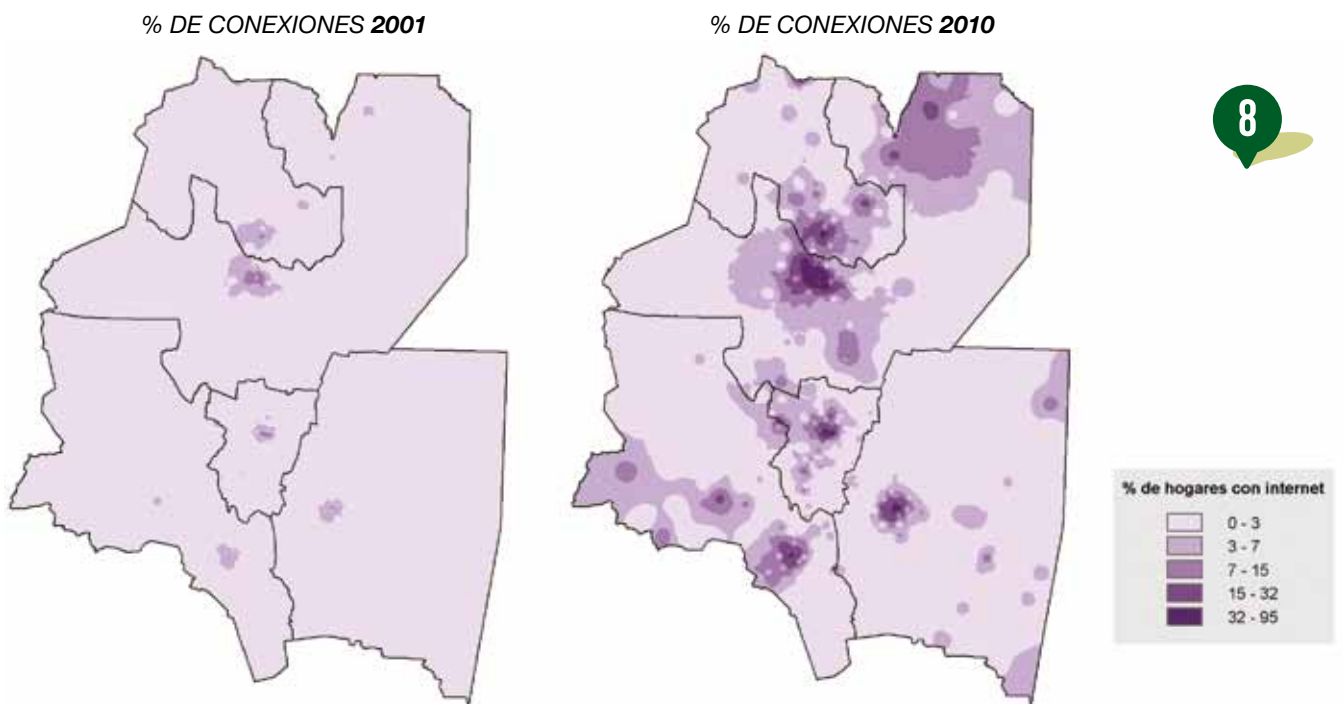 % DE CONEXIONES 2001
% DE CONEXIONES 2010
8
% de hogares con internet
0 - 3
3 - 7
7 - 15
15 - 32
32 - 95